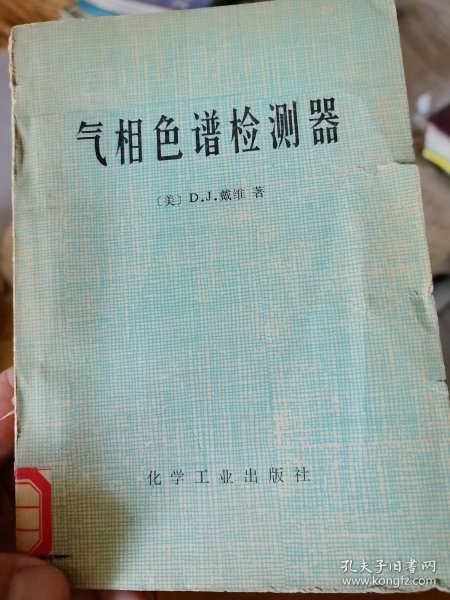 气相色谱检测器
〔美〕D.J.戴维 著
化学工业出版社
孔夫子旧书网
www.kongfz.com